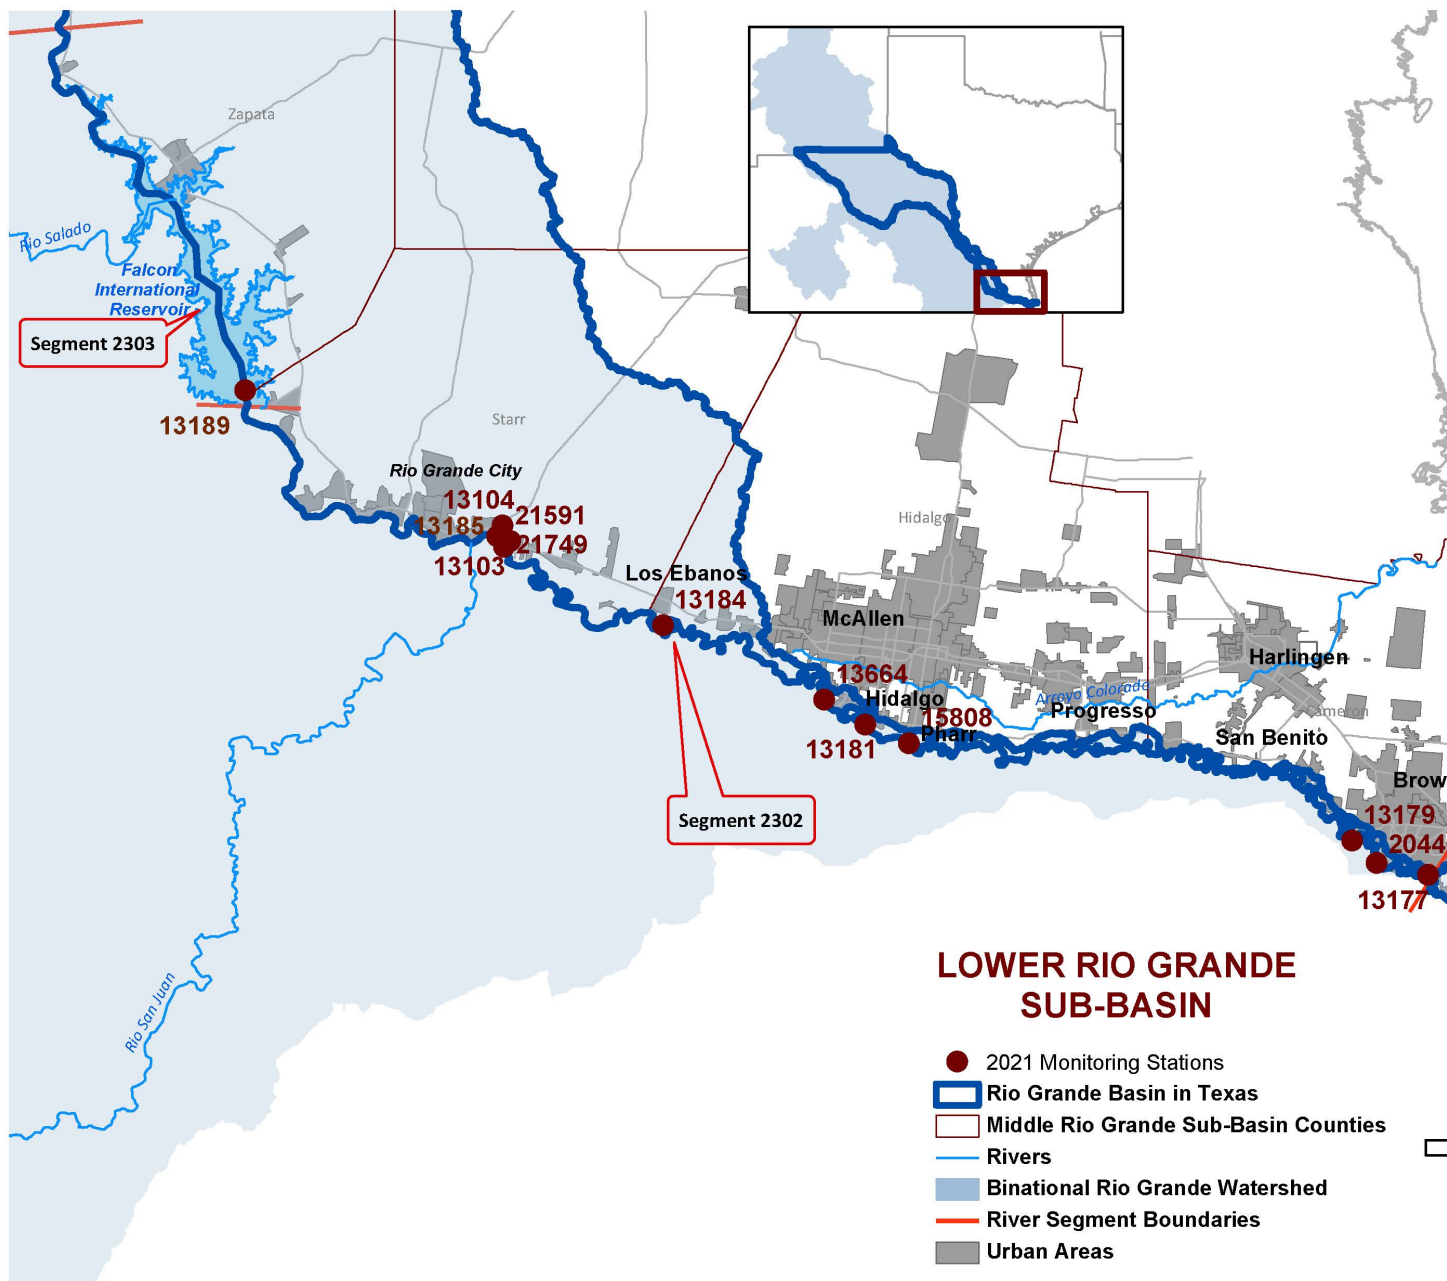 Zapata
Rio Salado
Falcon
International
Reservoir
Segment 2303
13189
Starr
Rio Grande City
13104
21591
13185
21749
13103
Los Ebanos
13184
Hidalgo
McAllen
13664
Hidalgo
15808
Pharr
13181
Arroyo Colorado
Progresso
Harlingen
Cameron
San Benito
Brow
13179
2044
13177
Segment 2302
Rio San Juan
LOWER RIO GRANDE
SUB-BASIN
2021 Monitoring Stations
Rio Grande Basin in Texas
Middle Rio Grande Sub-Basin Counties
Rivers
Binational Rio Grande Watershed
River Segment Boundaries
Urban Areas